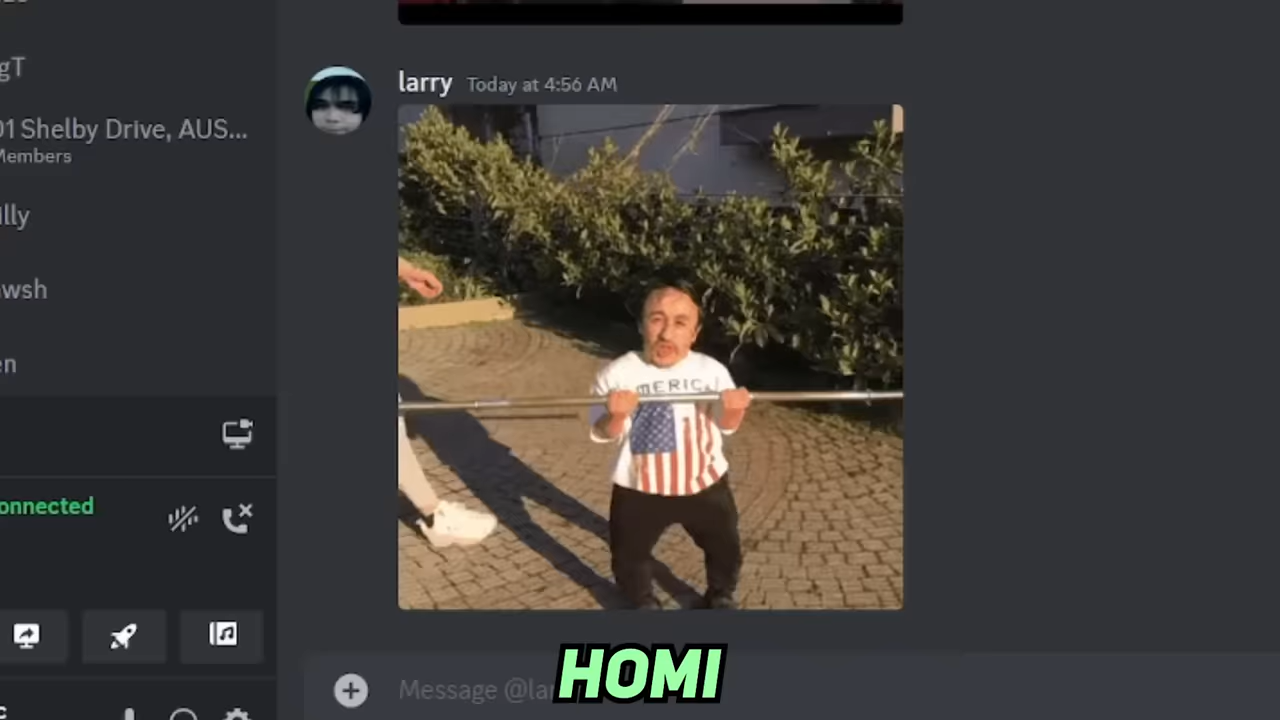 gT
larry Today at 4:56 AM
01 Shelby Drive, AUS...
Members
illy
wsh
en
MERIC
onnected
HOMI
Message @la